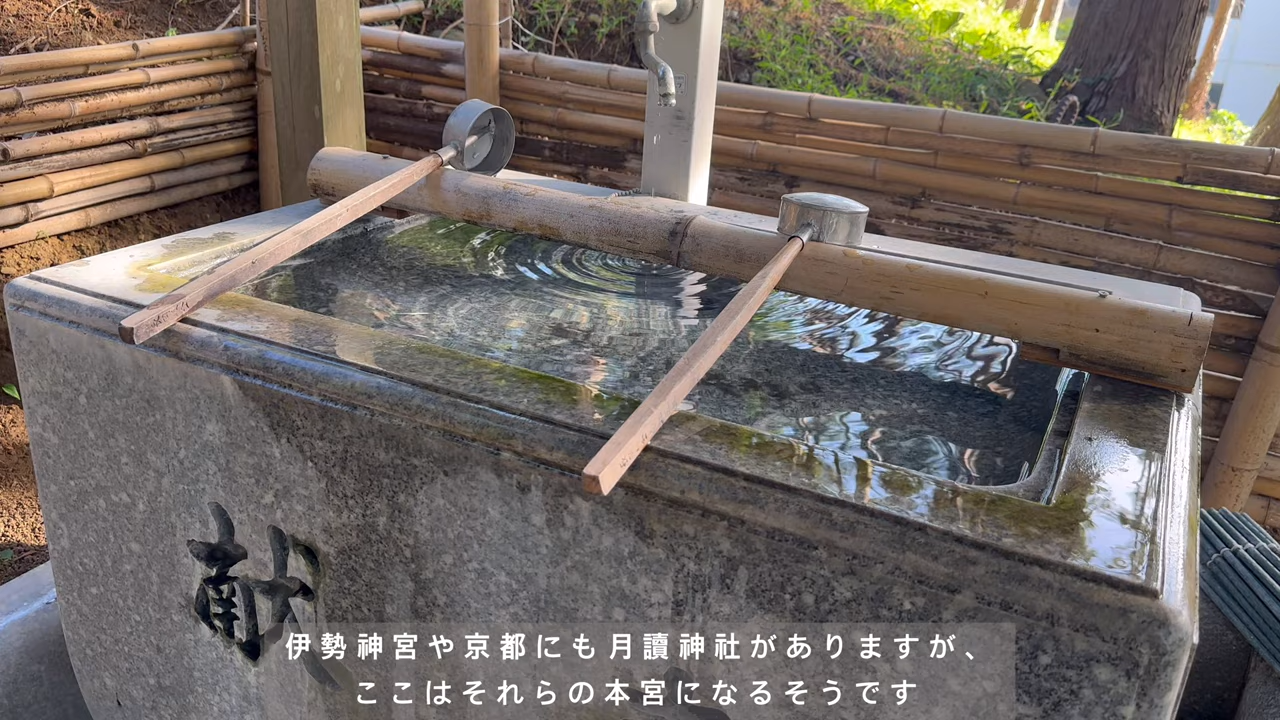 献
伊勢神宮や京都にも月讀神社がありますが、
ここはそれらの本宮になるそうです